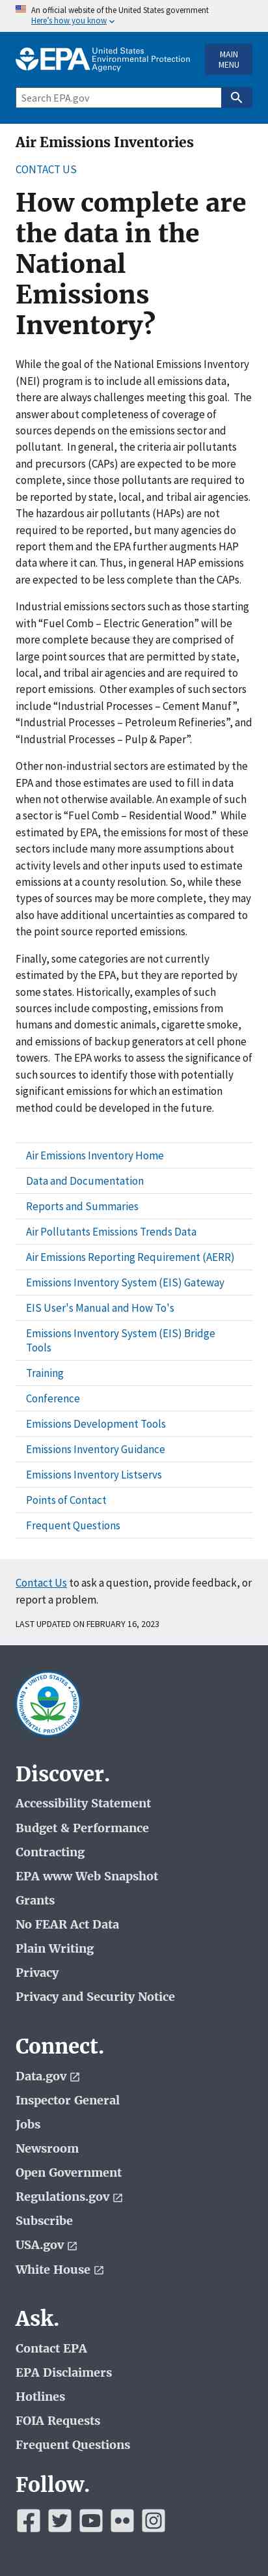 An official website of the United States government
Here's how you know
EPA United States
Environmental Protection
Agency
MAIN
MENU
Search EPA.gov
Air Emissions Inventories
CONTACT US
How complete are
the data in the
National
Emissions
Inventory?
While the goal of the National Emissions Inventory
(NEI) program is to include all emissions data,
there are always challenges meeting this goal.  The
answer about completeness of coverage of
sources depends on the emissions sector and
pollutant.  In general, the criteria air pollutants
and precursors (CAPs) are expected to be more
complete, since those pollutants are required to
be reported by state, local, and tribal agencies.
The hazardous air pollutants (HAPs) are not
required to be reported, but many agencies do
report them and the EPA further augments HAP
data where it can. Thus, in general HAP emissions
are expected to be less complete than the CAPs.
Industrial emissions sectors such as those starting
with “Fuel Comb – Electric Generation” will be
much more complete because they are comprised
of large point sources that are permitted by state,
local, and tribal air agencies and are required to
report emissions.  Other examples of such sectors
include “Industrial Processes – Cement Manuf”,
“Industrial Processes – Petroleum Refineries”, and
“Industrial Processes – Pulp & Paper”.
Other non-industrial sectors are estimated by the
EPA and those estimates are used to fill in data
when not otherwise available. An example of such
a sector is “Fuel Comb – Residential Wood.”  While
estimated by EPA, the emissions for most of these
sectors include many more assumptions about
activity levels and other inputs used to estimate
emissions at a county resolution. So, while these
types of sources may be complete, they may they
also have additional uncertainties as compared to
the point source reported emissions.
Finally, some categories are not currently
estimated by the EPA, but they are reported by
some states. Historically, examples of such
sources include composting, emissions from
humans and domestic animals, cigarette smoke,
and emissions of backup generators at cell phone
towers.  The EPA works to assess the significance of
such sources to identify those with potentially
significant emissions for which an estimation
method could be developed in the future.
Air Emissions Inventory Home
Data and Documentation
Reports and Summaries
Air Pollutants Emissions Trends Data
Air Emissions Reporting Requirement (AERR)
Emissions Inventory System (EIS) Gateway
EIS User's Manual and How To's
Emissions Inventory System (EIS) Bridge
Tools
Training
Conference
Emissions Development Tools
Emissions Inventory Guidance
Emissions Inventory Listservs
Points of Contact
Frequent Questions
Contact Us to ask a question, provide feedback, or
report a problem.
LAST UPDATED ON FEBRUARY 16, 2023
UNITED STATES
ENVIRONMENTAL PROTECTION AGENCY
Discover.
Accessibility Statement
Budget & Performance
Contracting
EPA www Web Snapshot
Grants
No FEAR Act Data
Plain Writing
Privacy
Privacy and Security Notice
Connect.
Data.gov
Inspector General
Jobs
Newsroom
Open Government
Regulations.gov
Subscribe
USA.gov
White House
Ask.
Contact EPA
EPA Disclaimers
Hotlines
FOIA Requests
Frequent Questions
Follow.